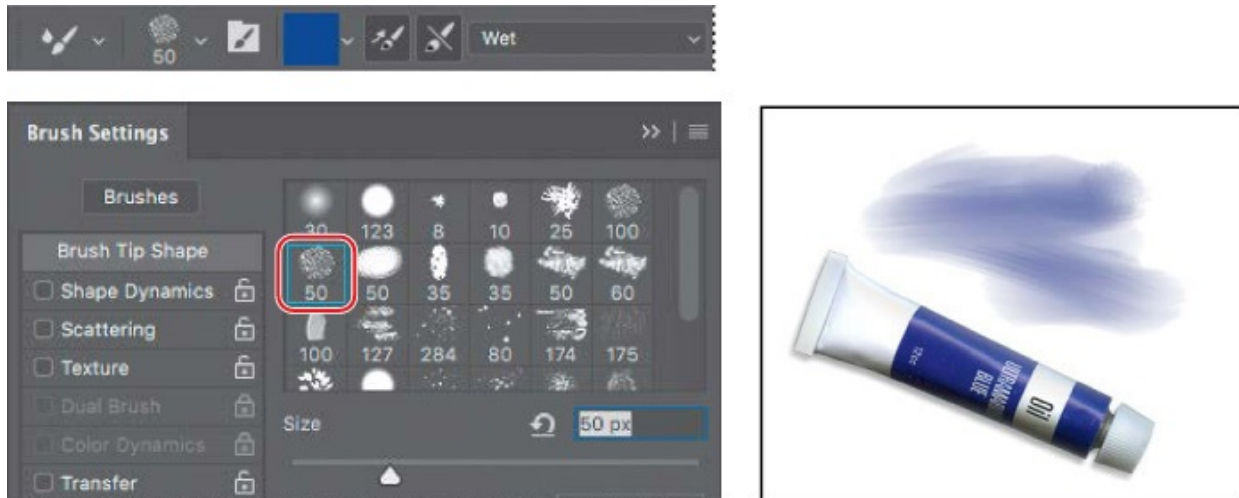 50
Wet
Brush Settings
Brushes
30 123 8 10 25 100
Brush Tip Shape
50 50 35 35 50 60
Shape Dynamics
Scattering
100 127 284 80 174 175
Texture
Dual Brush
Size
50 px
Color Dynamics
Transfer
12cc
BLUE
Oil